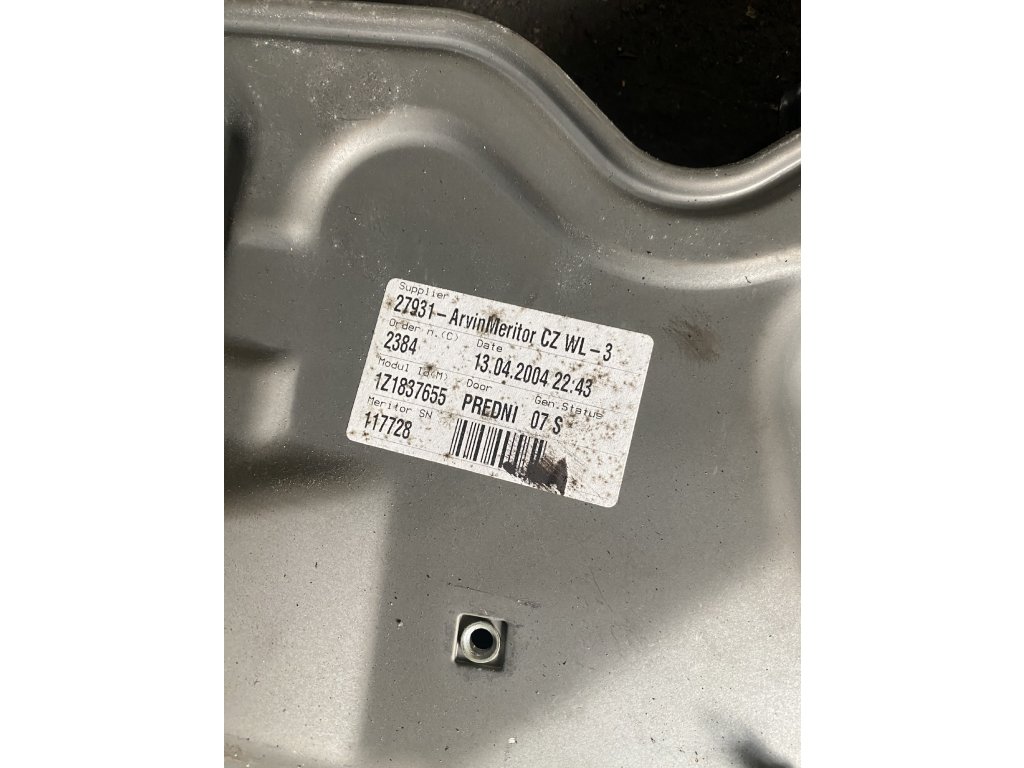 Supplier
27931-ArvinMeritor CZ WL-3
Order n.(C) Date
2384 13.04.2004 22:43
Modul Id(M) Door Gen.Status
1Z1837655 PREDNI 07 S
Meritor SN
117728